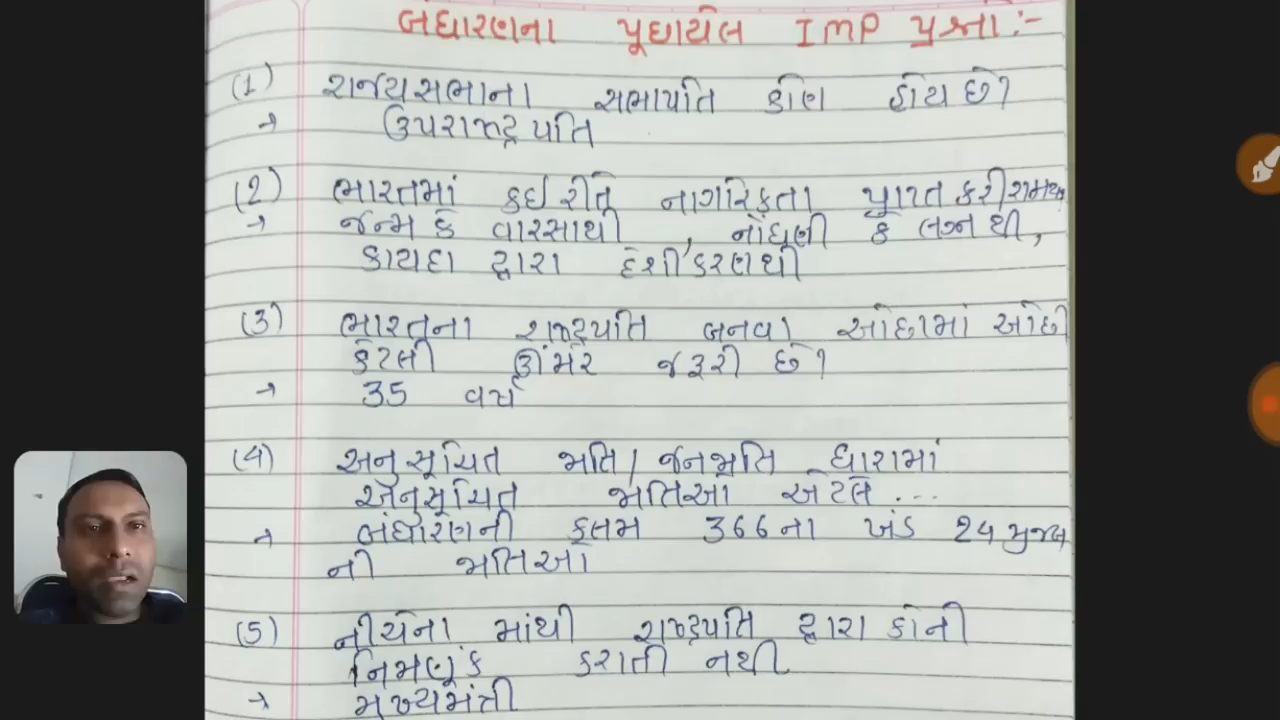 બંધારણના પૂછાયેલ IMP પ્રશ્નો :-
(1) રાજ્યસભાના સભાપતિ કોણ હોય છે?
→ ઉપરાષ્ટ્રપતિ
(2) ભારતમાં કઈ રીતે નાગરિકતા પ્રાપ્ત કરી
→ જન્મ કે વારસાથી, નોંધણી કે લગ્નથી,
કાયદા દ્વારા દેશીકરણથી
(3) ભારતના રાષ્ટ્રપતિ બનવા ઓછામાં ઓછી
કેટલી ઊંમર જરૂરી છે?
→ 35 વર્ષ
(4) અનુસૂચિત જાતિ/જનજાતિ ધારામાં
અનુસૂચિત જાતિઓ એટલે ...
→ બંધારણની કલમ 366ના ખંડ 24 મુજબ
ની જાતિઓ
(5) નીચેના માંથી રાષ્ટ્રપતિ દ્વારા કોની
નિમણૂંક કરાતી નથી
→ મુખ્યમંત્રી